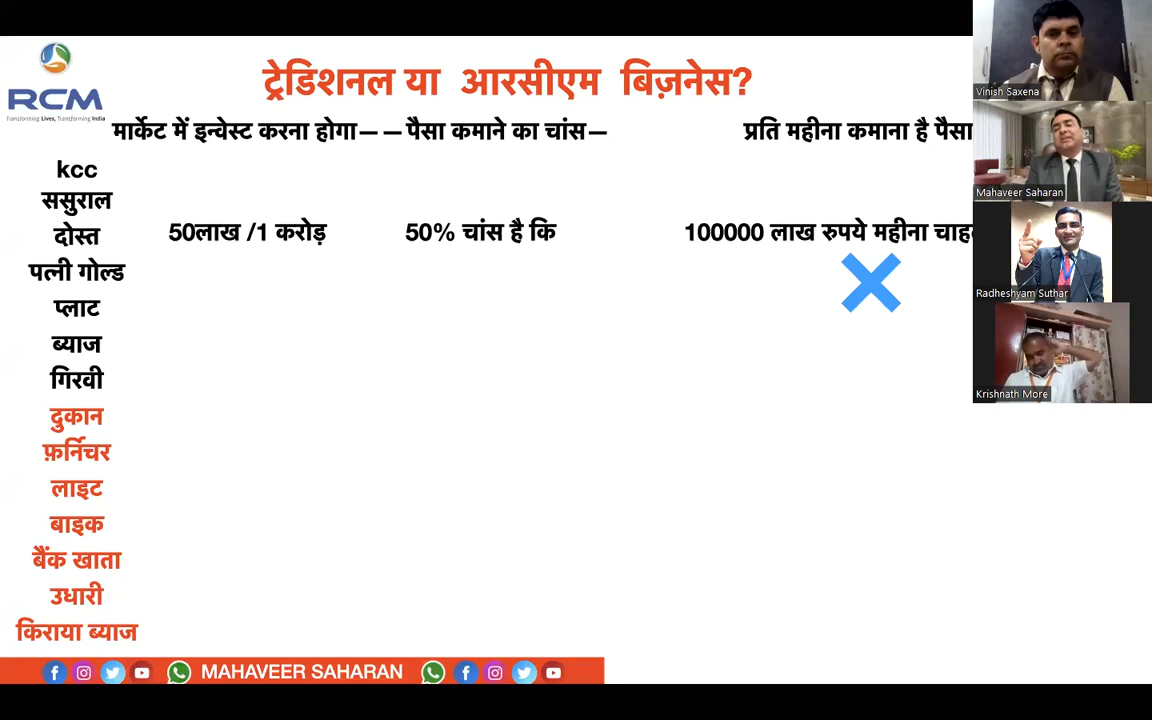 RCM
Transforming Lives, Transforming India
ट्रेडिशनल या आरसीएम बिज़नेस?
मार्केट में इन्वेस्ट करना होगा——पैसा कमाने का चांस— प्रति महीना कमाना है पैसा
kcc
ससुराल
दोस्त 50लाख /1 करोड़ 50% चांस है कि 100000 लाख रुपये महीना
पत्नी गोल्ड
प्लाट
ब्याज
गिरवी
दुकान
फ़र्निचर
लाइट
बाइक
बैंक खाता
उधारी
किराया ब्याज
MAHAVEER SAHARAN
Vinish Saxena
Mahaveer Saharan
Radheshyam Suthar
Krishnath More